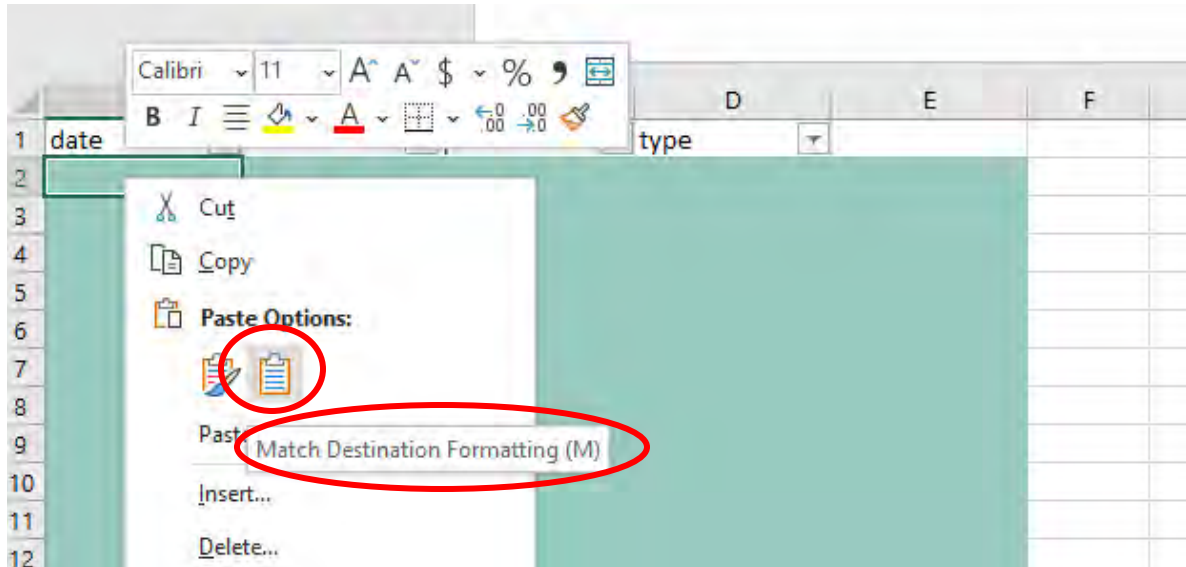 Calibri 11 A A $ % ,
B I A
D E F
1 date type
2
3 Cut
4 Copy
5
6 Paste Options:
7
8
9 Past
Match Destination Formatting (M)
10 Insert...
11
12 Delete...